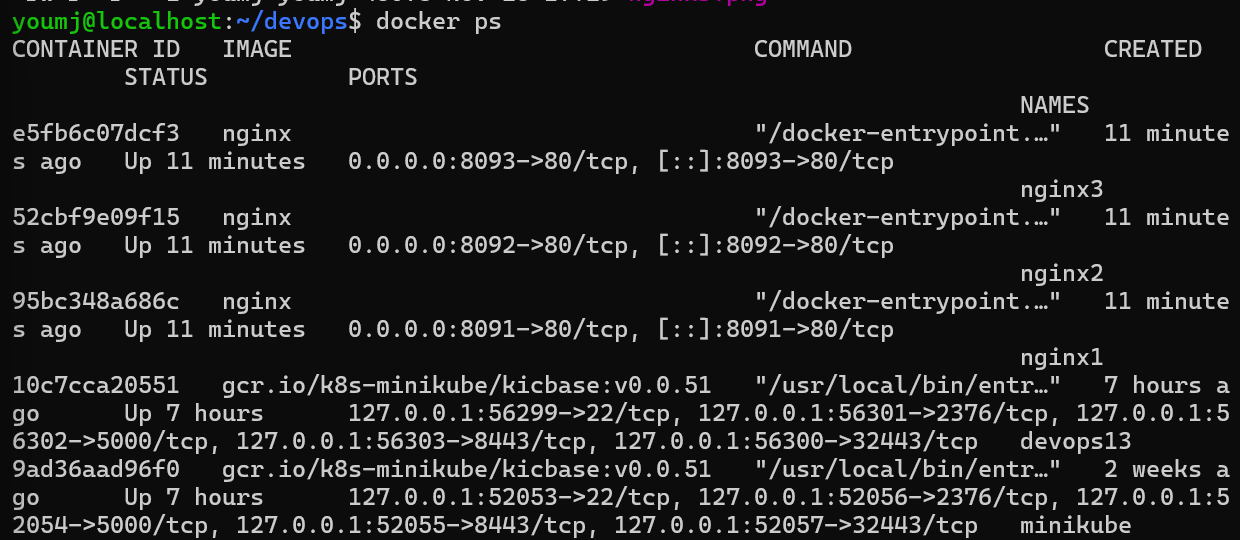 youmj@localhost:~/devops$ docker ps
CONTAINER ID   IMAGE                                 COMMAND                  CREATED
        STATUS          PORTS
                                                                        NAMES
e5fb6c07dcf3   nginx                                 "/docker-entrypoint.…"   11 minute
s ago   Up 11 minutes   0.0.0.0:8093->80/tcp, [::]:8093->80/tcp
                                                                        nginx3
52cbf9e09f15   nginx                                 "/docker-entrypoint.…"   11 minute
s ago   Up 11 minutes   0.0.0.0:8092->80/tcp, [::]:8092->80/tcp
                                                                        nginx2
95bc348a686c   nginx                                 "/docker-entrypoint.…"   11 minute
s ago   Up 11 minutes   0.0.0.0:8091->80/tcp, [::]:8091->80/tcp
                                                                        nginx1
10c7cca20551   gcr.io/k8s-minikube/kicbase:v0.0.51   "/usr/local/bin/entr…"   7 hours a
go      Up 7 hours      127.0.0.1:56299->22/tcp, 127.0.0.1:56301->2376/tcp, 127.0.0.1:5
6302->5000/tcp, 127.0.0.1:56303->8443/tcp, 127.0.0.1:56300->32443/tcp   devops13
9ad36aad96f0   gcr.io/k8s-minikube/kicbase:v0.0.51   "/usr/local/bin/entr…"   2 weeks a
go      Up 7 hours      127.0.0.1:52053->22/tcp, 127.0.0.1:52056->2376/tcp, 127.0.0.1:5
2054->5000/tcp, 127.0.0.1:52055->8443/tcp, 127.0.0.1:52057->32443/tcp   minikube